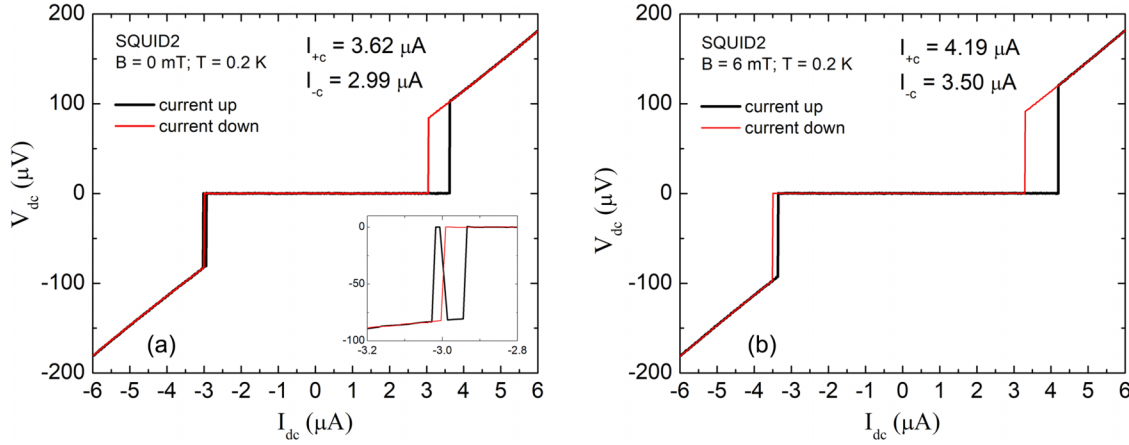 200
100
0
-100
-200
V_dc (μV)
SQUID2
B = 0 mT; T = 0.2 K
current up
current down
I_+c = 3.62 μA
I_-c = 2.99 μA
0
-50
-100
-3.2 -3.0 -2.8
(a)
-6 -5 -4 -3 -2 -1 0 1 2 3 4 5 6
I_dc (μA)
200
100
0
-100
-200
V_dc (μV)
SQUID2
B = 6 mT; T = 0.2 K
current up
current down
I_+c = 4.19 μA
I_-c = 3.50 μA
(b)
-6 -5 -4 -3 -2 -1 0 1 2 3 4 5 6
I_dc (μA)